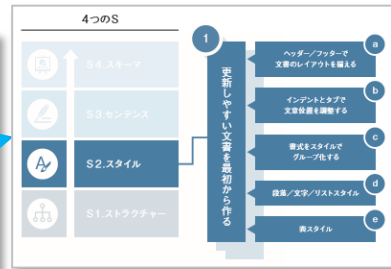 4つのS
S4.スキーマ
S3.センテンス
S2.スタイル
S1.ストラクチャー
1
更新しやすい文書を最初から作る
a
ヘッダー／フッターで
文書のレイアウトを揃える
b
インデントとタブで
文章位置を調整する
c
書式をスタイルで
グループ化する
d
段落／文字／リストスタイル
e
表スタイル